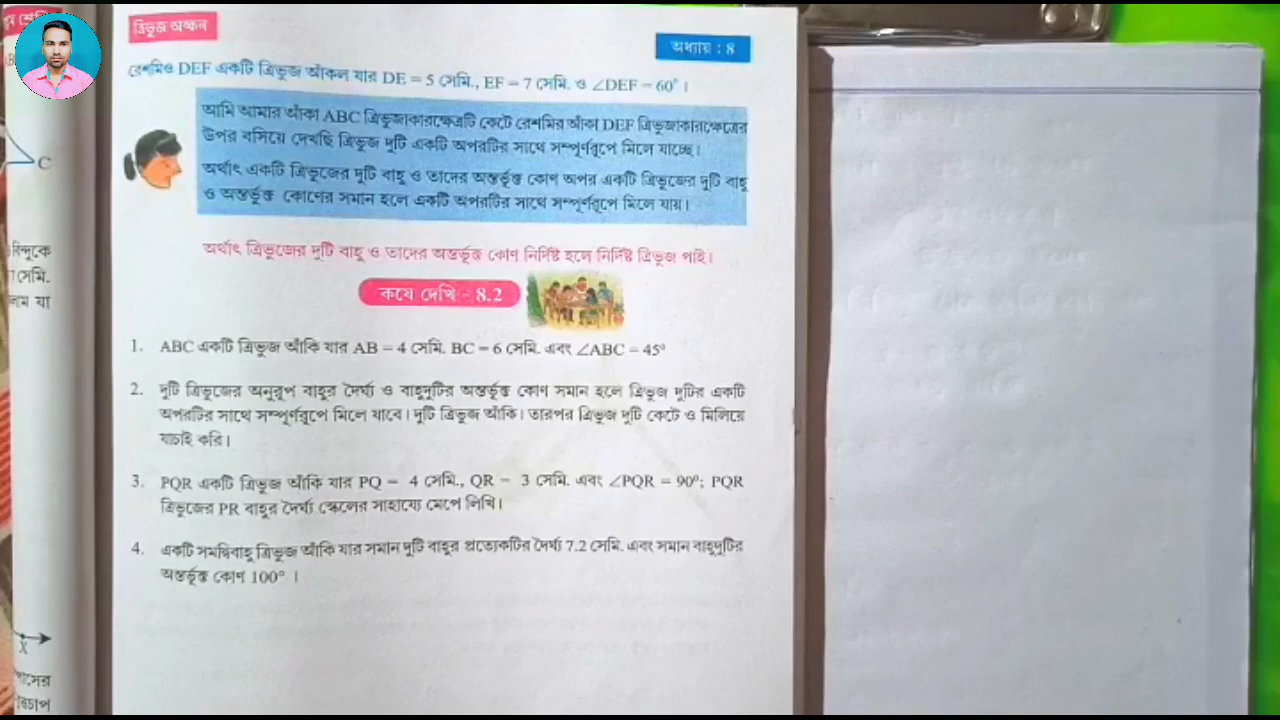 ত্রিভুজ অঙ্কন
অধ্যায় : 8
রেশমিও DEF একটি ত্রিভুজ আঁকল যার DE = 5 সেমি., EF = 7 সেমি. ও ∠DEF = 60° ।
আমি আমার আঁকা ABC ত্রিভুজাকারক্ষেত্রটি কেটে রেশমির আঁকা DEF ত্রিভুজাকারক্ষেত্রের
উপর বসিয়ে দেখছি ত্রিভুজ দুটি একটি অপরটির সাথে সম্পূর্ণরূপে মিলে যাচ্ছে।
অর্থাৎ একটি ত্রিভুজের দুটি বাহু ও তাদের অন্তর্ভুক্ত কোণ অপর একটি ত্রিভুজের দুটি বাহু
ও অন্তর্ভুক্ত কোণের সমান হলে একটি অপরটির সাথে সম্পূর্ণরূপে মিলে যায়।
অর্থাৎ ত্রিভুজের দুটি বাহু ও তাদের অন্তর্ভুক্ত কোণ নির্দিষ্ট হলে নির্দিষ্ট ত্রিভুজ পাই।
কষে দেখি - 8.2
1. ABC একটি ত্রিভুজ আঁকি যার AB = 4 সেমি. BC = 6 সেমি. এবং ∠ABC = 45°
2. দুটি ত্রিভুজের অনুরূপ বাহুর দৈর্ঘ্য ও বাহুদুটির অন্তর্ভুক্ত কোণ সমান হলে ত্রিভুজ দুটির একটি
অপরটির সাথে সম্পূর্ণরূপে মিলে যাবে। দুটি ত্রিভুজ আঁকি। তারপর ত্রিভুজ দুটি কেটে ও মিলিয়ে
যাচাই করি।
3. PQR একটি ত্রিভুজ আঁকি যার PQ = 4 সেমি., QR = 3 সেমি. এবং ∠PQR = 90°; PQR
ত্রিভুজের PR বাহুর দৈর্ঘ্য স্কেলের সাহায্যে মেপে লিখি।
4. একটি সমদ্বিবাহু ত্রিভুজ আঁকি যার সমান দুটি বাহুর প্রত্যেকটির দৈর্ঘ্য 7.2 সেমি. এবং সমান বাহুদুটির
অন্তর্ভুক্ত কোণ 100° ।
C
বিন্দুকে
সেমি.
যা
X